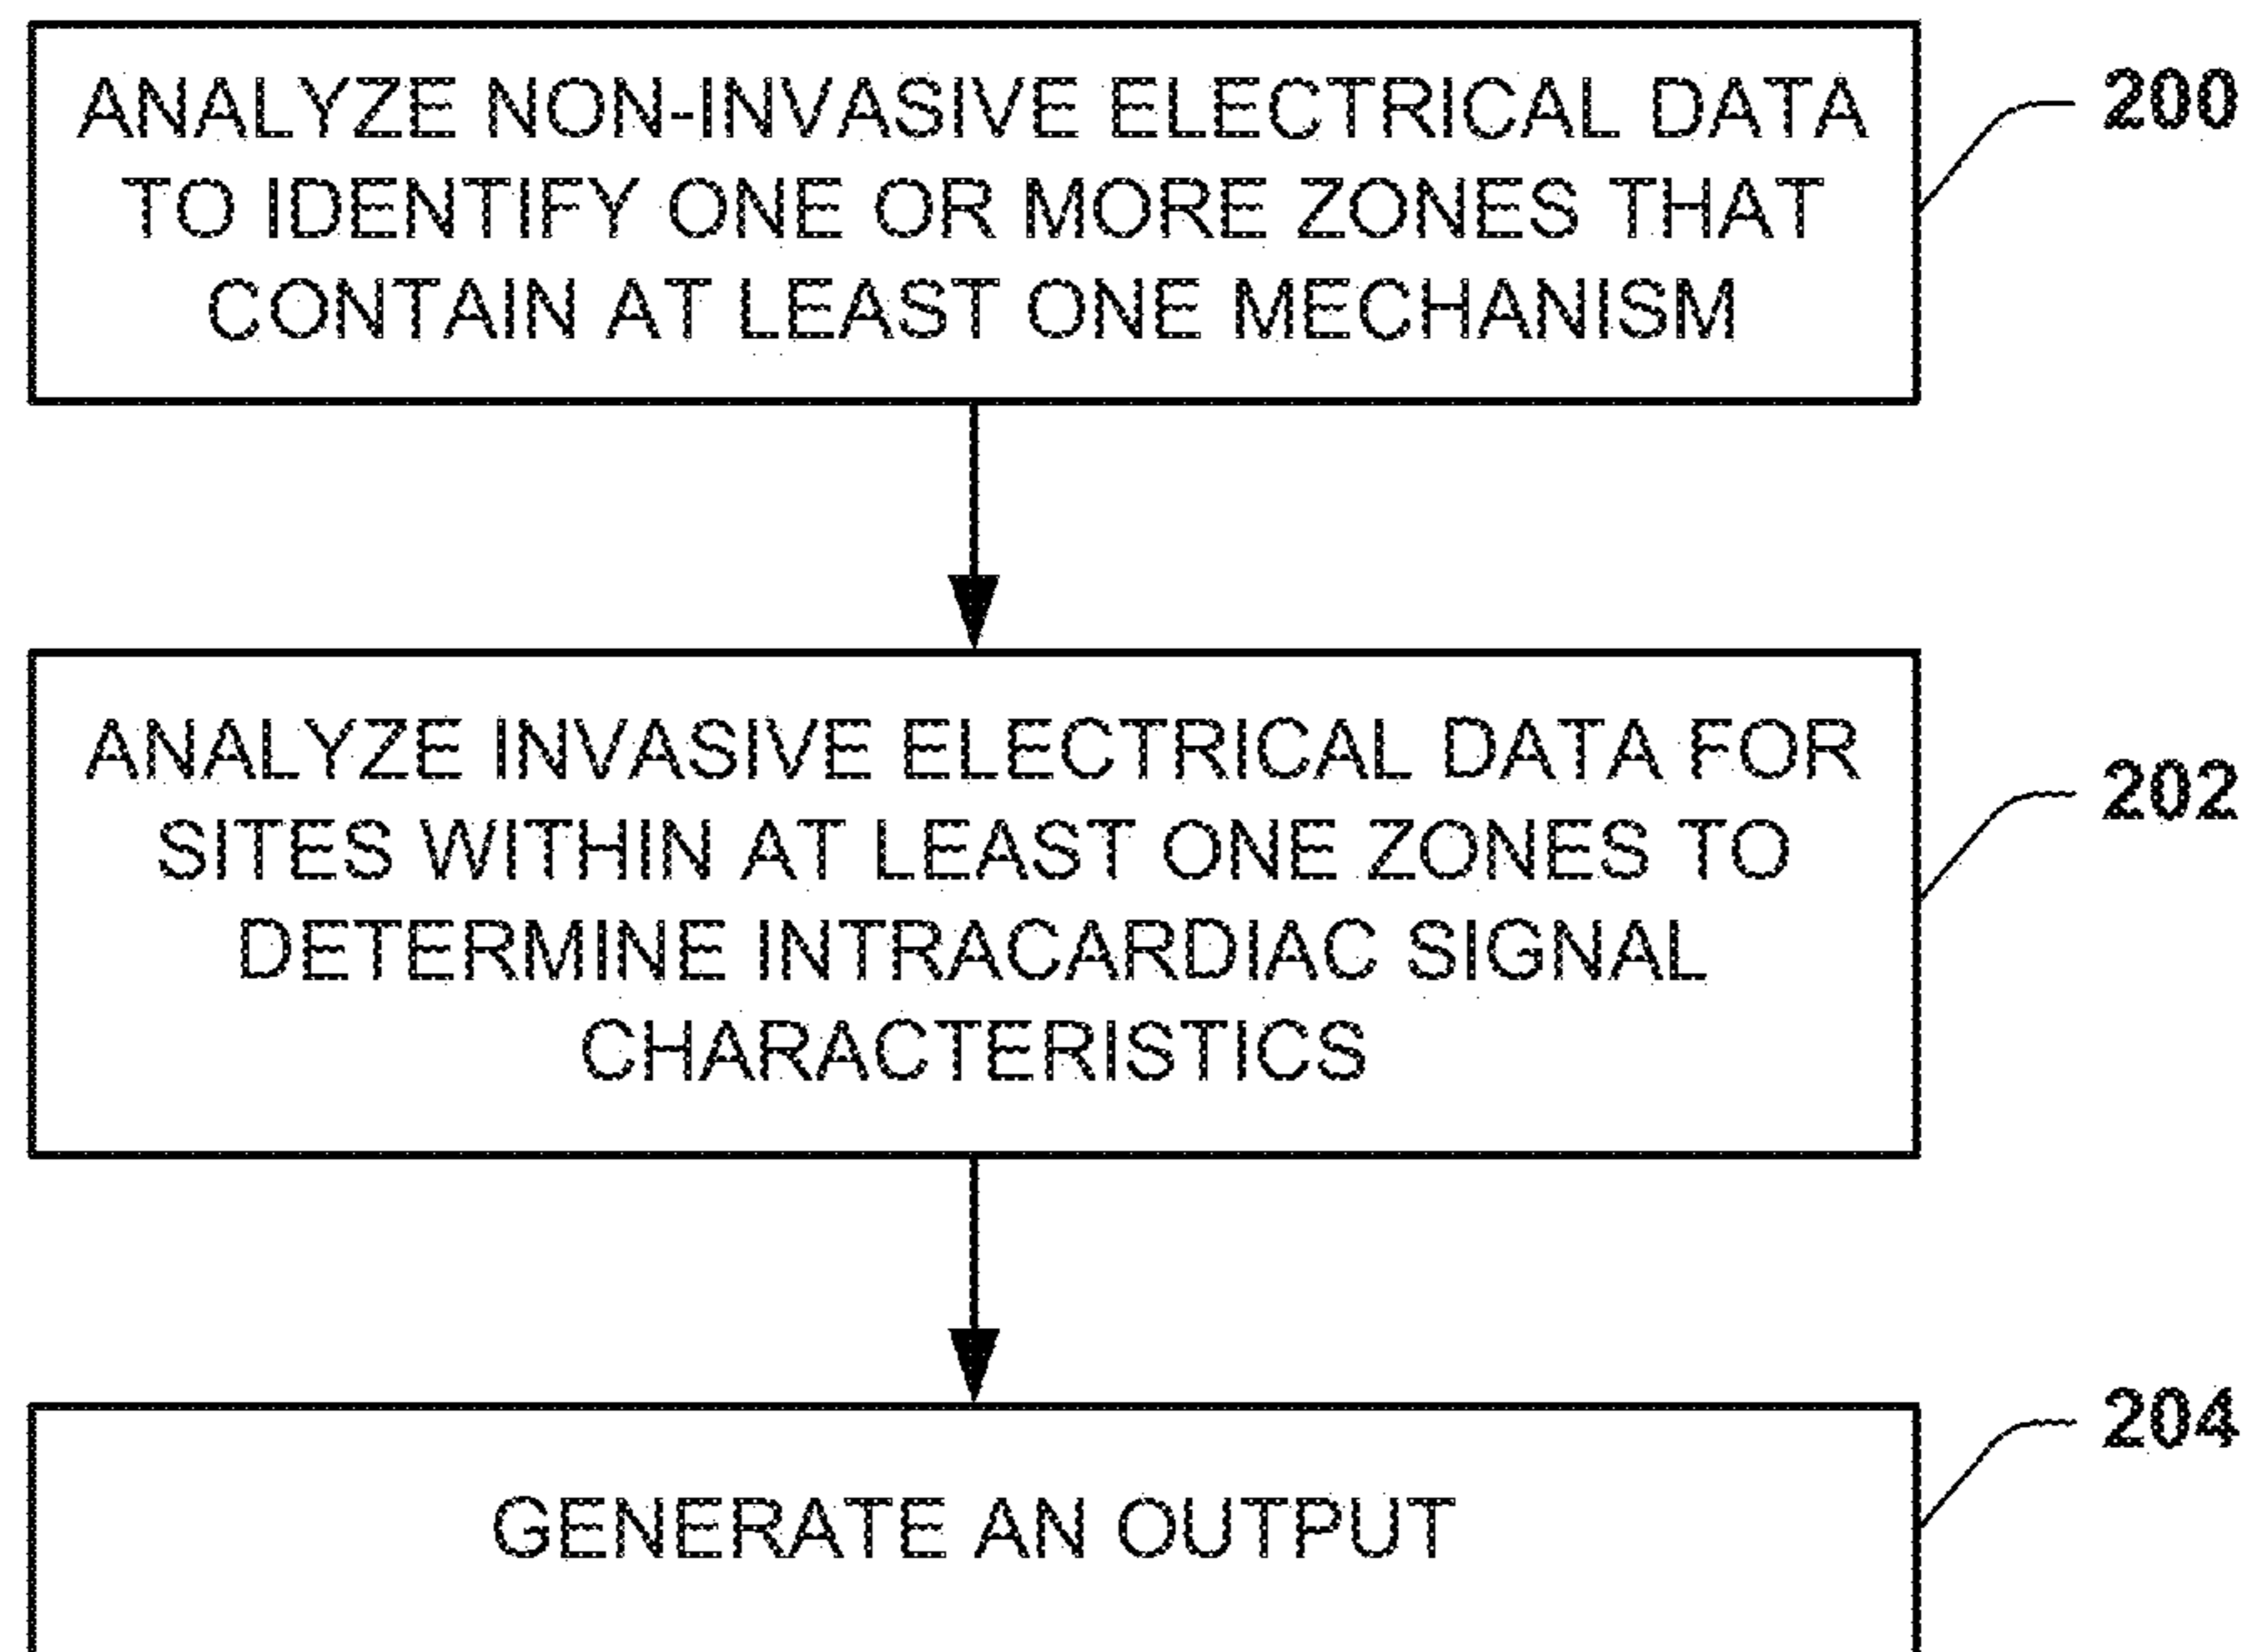 ANALYZE NON-INVASIVE ELECTRICAL DATA
TO IDENTIFY ONE OR MORE ZONES THAT
CONTAIN AT LEAST ONE MECHANISM
200
ANALYZE INVASIVE ELECTRICAL DATA FOR
SITES WITHIN AT LEAST ONE ZONES TO
DETERMINE INTRACARDIAC SIGNAL
CHARACTERISTICS
202
GENERATE AN OUTPUT
204